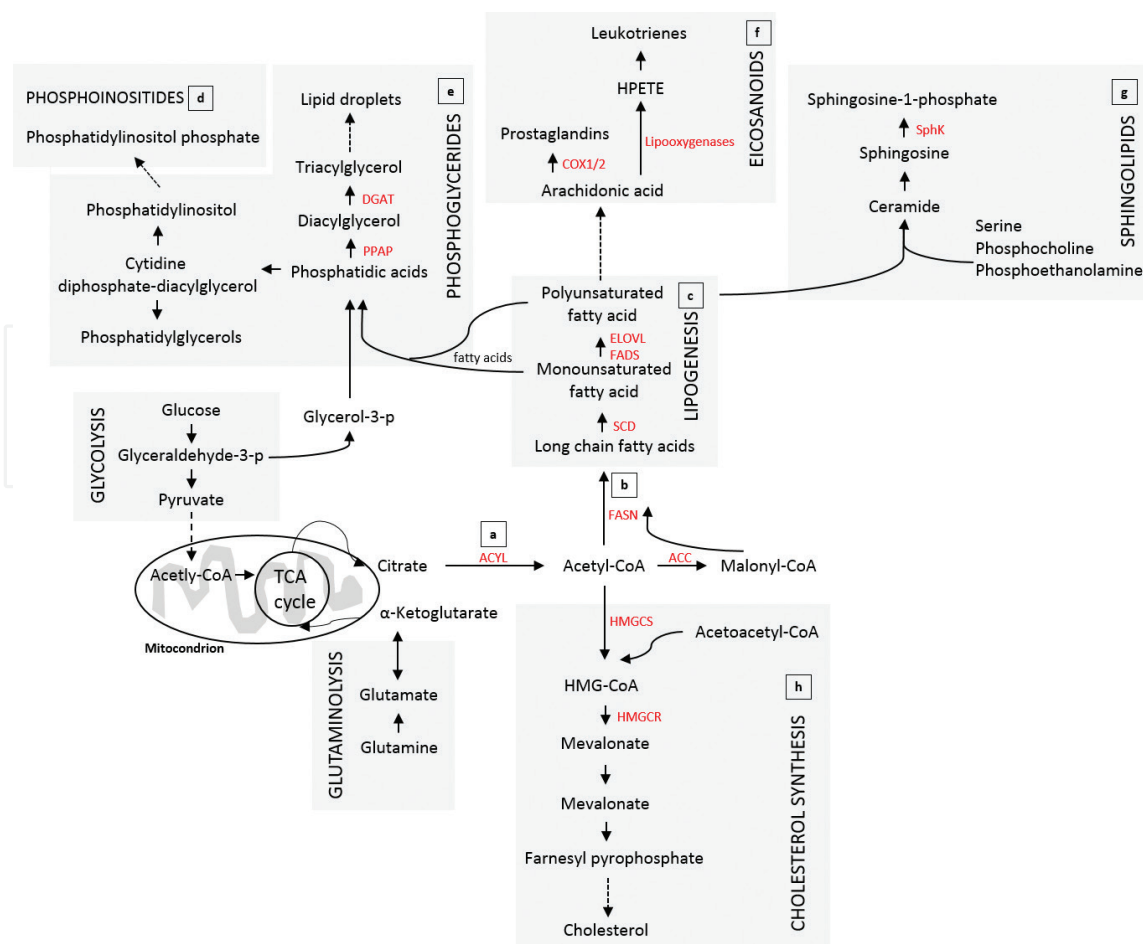 PHOSPHOINOSITIDES d
Phosphatidylinositol phosphate
Phosphatidylinositol
Cytidine
diphosphate-diacylglycerol
Phosphatidylglycerols
e
PHOSPHOGLYCERIDES
Lipid droplets
Triacylglycerol
DGAT
Diacylglycerol
PPAP
Phosphatidic acids
f
EICOSANOIDS
Leukotrienes
HPETE
Prostaglandins
Lipooxygenases
COX1/2
Arachidonic acid
g
SPHINGOLIPIDS
Sphingosine-1-phosphate
SphK
Sphingosine
Ceramide
Serine
Phosphocholine
Phosphoethanolamine
c
LIPOGENESIS
Polyunsaturated
fatty acid
ELOVL
FADS
Monounsaturated
fatty acid
SCD
Long chain fatty acids
fatty acids
Glycerol-3-p
GLYCOLYSIS
Glucose
Glyceraldehyde-3-p
Pyruvate
Acetly-CoA
TCA
cycle
Mitocondrion
Citrate
a
ACYL
Acetyl-CoA
b
FASN
ACC
Malonyl-CoA
α-Ketoglutarate
GLUTAMINOLYSIS
Glutamate
Glutamine
HMGCS
Acetoacetyl-CoA
h
CHOLESTEROL SYNTHESIS
HMG-CoA
HMGCR
Mevalonate
Mevalonate
Farnesyl pyrophosphate
Cholesterol